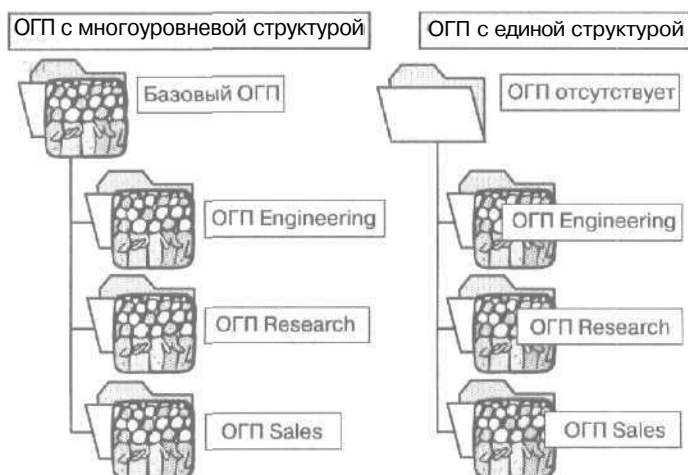 ОГП с многоуровневой структурой
ОГП с единой структурой
Базовый ОГП
ОГП отсутствует
ОГП Engineering
ОГП Engineering
ОГП Research
ОГП Research
ОГП Sales
ОГП Sales